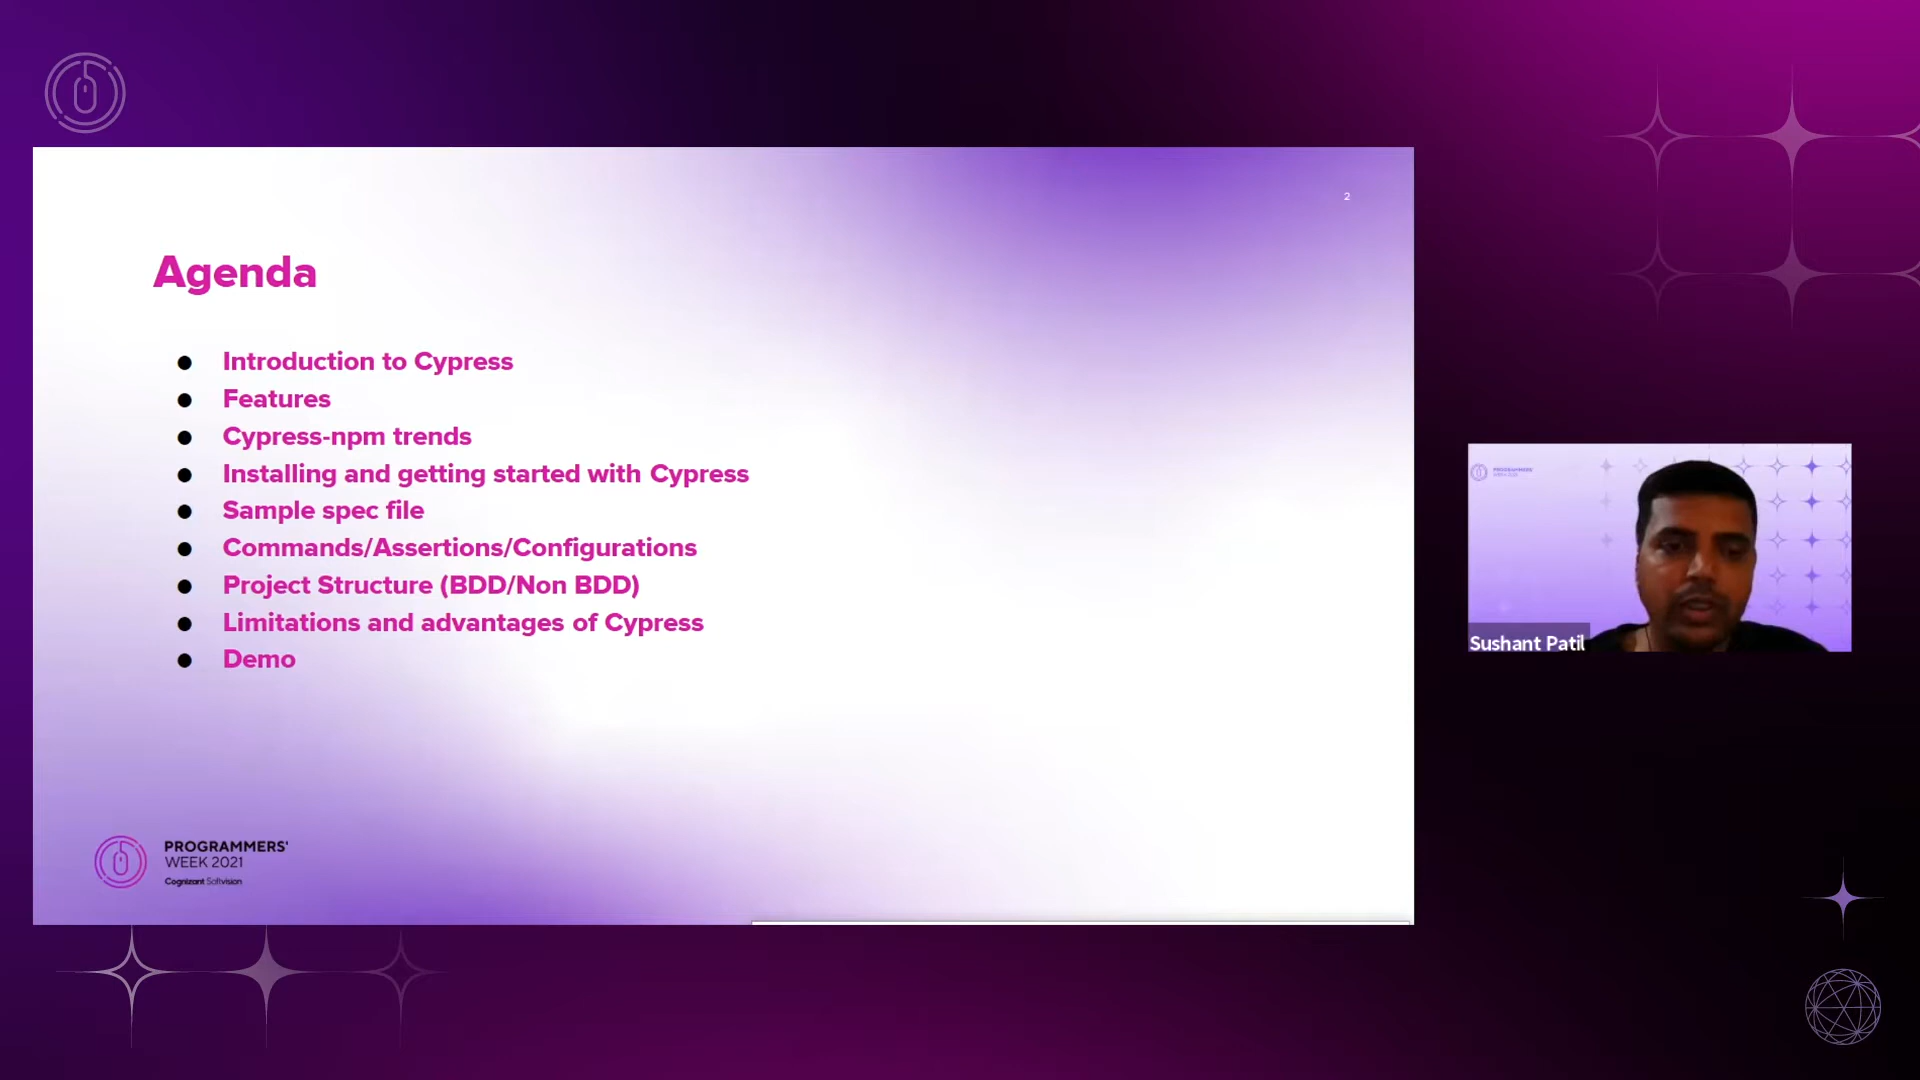 2
Agenda
● Introduction to Cypress
● Features
● Cypress-npm trends
● Installing and getting started with Cypress
● Sample spec file
● Commands/Assertions/Configurations
● Project Structure (BDD/Non BDD)
● Limitations and advantages of Cypress
● Demo
PROGRAMMERS'
WEEK 2021
Cognizant Softvision
PROGRAMMERS'
Sushant Patil